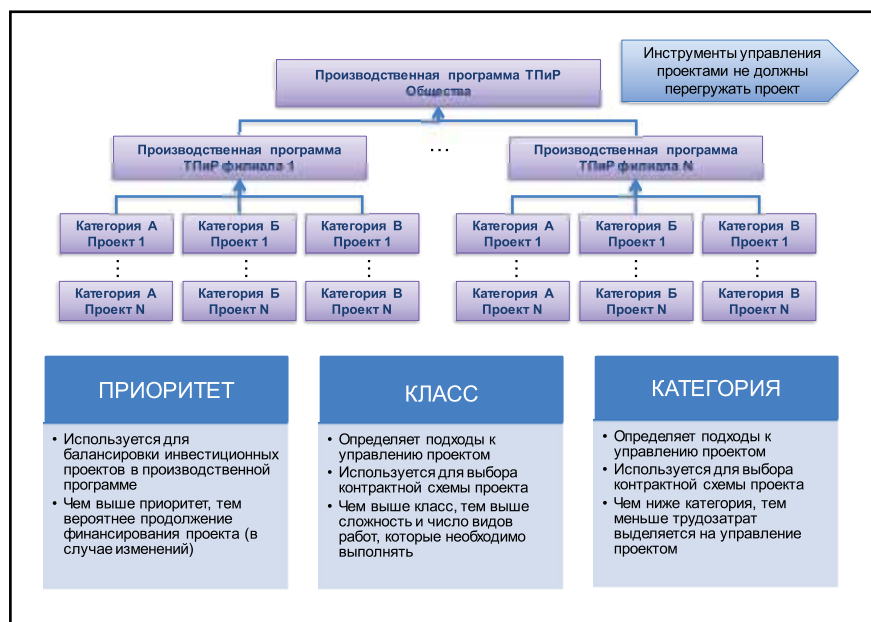 Инструменты управления
проектами не должны
перегружать проект
Производственная программа ТПиР
Общества
Производственная программа
ТПиР филиала 1
...
Производственная программа
ТПиР филиала N
Категория А
Проект 1
Категория Б
Проект 1
Категория В
Проект 1
Категория А
Проект 1
Категория Б
Проект 1
Категория В
Проект 1
Категория А
Проект N
Категория Б
Проект N
Категория В
Проект N
Категория А
Проект N
Категория Б
Проект N
Категория В
Проект N
ПРИОРИТЕТ
• Используется для
балансировки инвестиционных
проектов в производственной
программе
• Чем выше приоритет, тем
вероятнее продолжение
финансирования проекта (в
случае изменений)
КЛАСС
• Определяет подходы к
управлению проектом
• Используется для выбора
контрактной схемы проекта
• Чем выше класс, тем выше
сложность и число видов
работ, которые необходимо
выполнять
КАТЕГОРИЯ
• Определяет подходы к
управлению проектом
• Используется для выбора
контрактной схемы проекта
• Чем ниже категория, тем
меньше трудозатрат
выделяется на управление
проектом